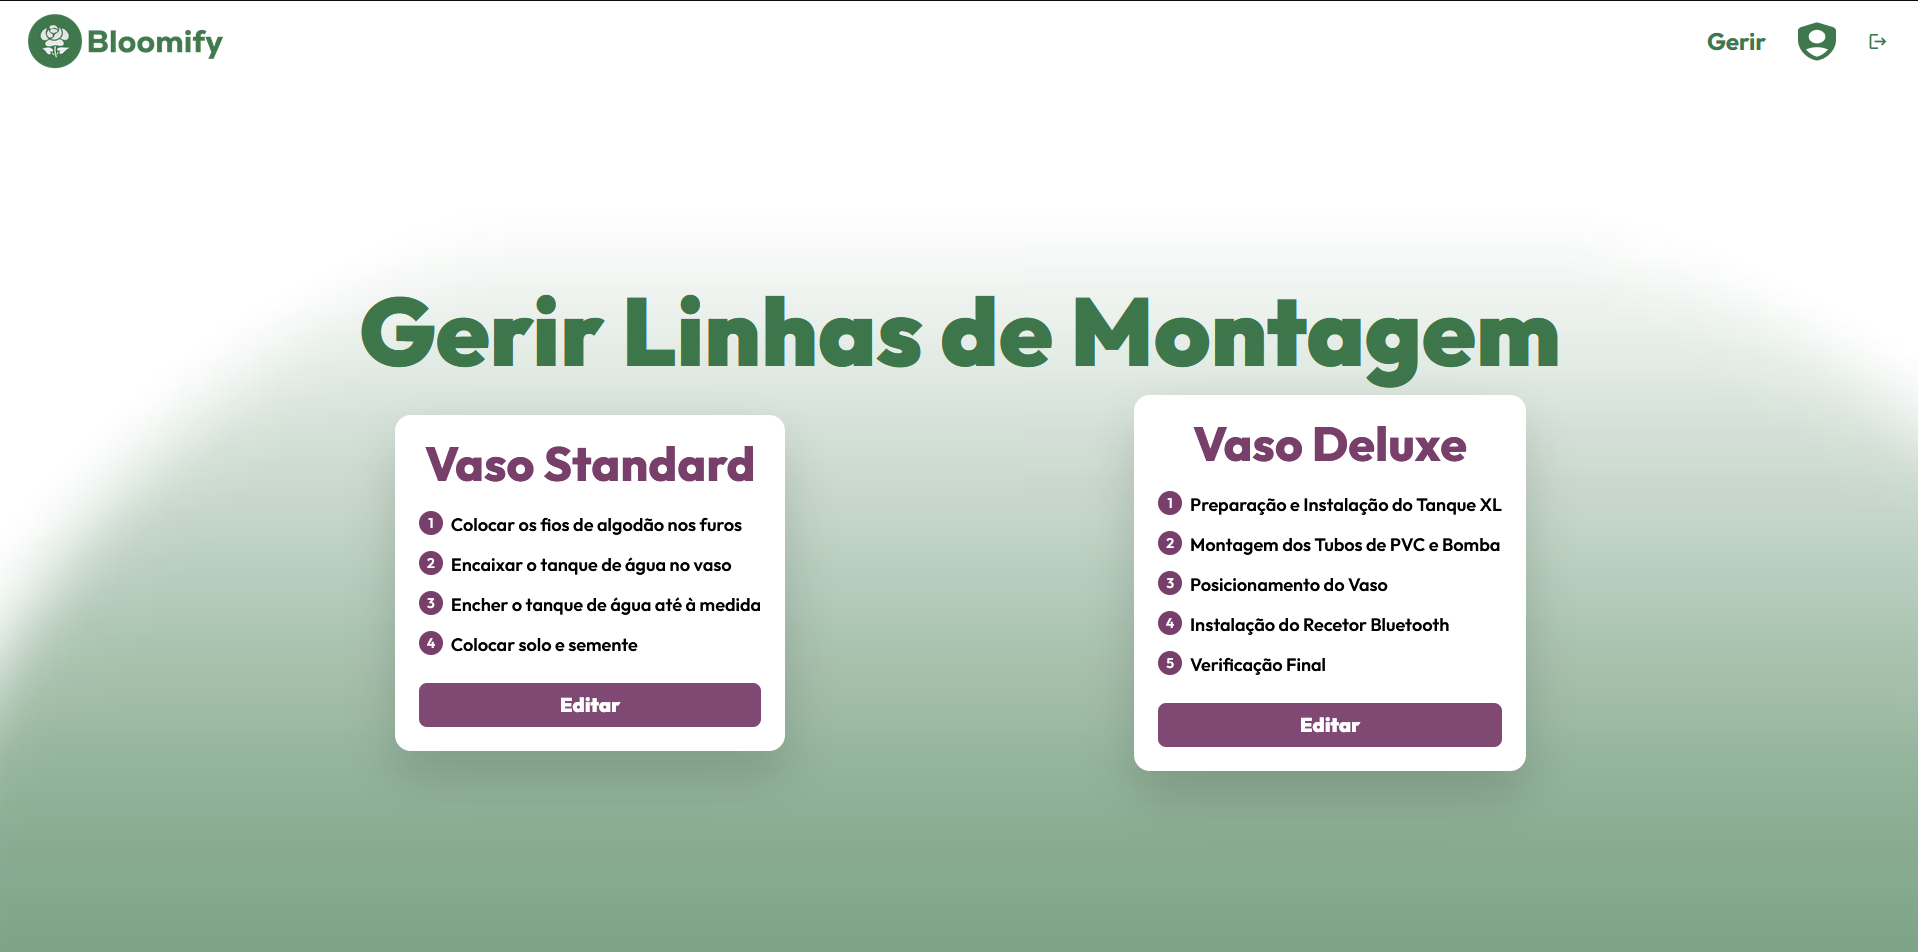 Bloomify
Gerir
Gerir Linhas de Montagem
Vaso Standard
1 Colocar os fios de algodão nos furos
2 Encaixar o tanque de água no vaso
3 Encher o tanque de água até à medida
4 Colocar solo e semente
Editar
Vaso Deluxe
1 Preparação e Instalação do Tanque XL
2 Montagem dos Tubos de PVC e Bomba
3 Posicionamento do Vaso
4 Instalação do Recetor Bluetooth
5 Verificação Final
Editar